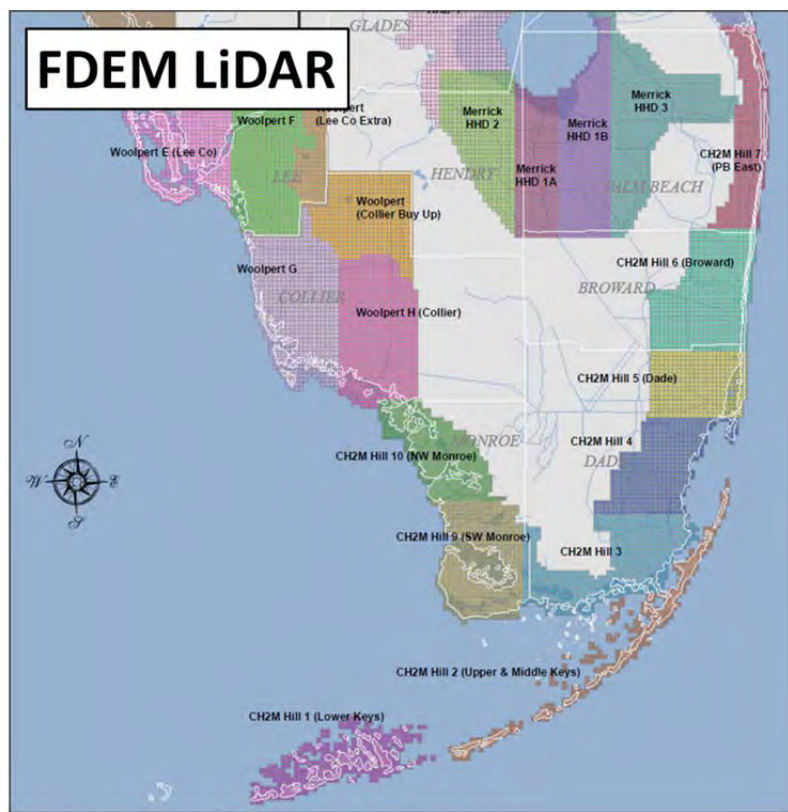 GLADES
FDEM LiDAR
Woolpert F
Woolpert
(Lee Co Extra)
Merrick
HHD 2
Merrick
HHD 1B
Merrick
HHD 3
Woolpert E (Lee Co)
LEE
HENDRY
Merrick
HHD 1A
PALM BEACH
CH2M Hill 7
(PB East)
Woolpert
(Collier Buy Up)
Woolpert G
CH2M Hill 6 (Broward)
COLLIER
BROWARD
Woolpert H (Collier)
CH2M Hill 5 (Dade)
MONROE
CH2M Hill 4
CH2M Hill 10 (NW Monroe)
DAD
N
W E
S
CH2M Hill 9 (SW Monroe)
CH2M Hill 3
CH2M Hill 2 (Upper & Middle Keys)
CH2M Hill 1 (Lower Keys)